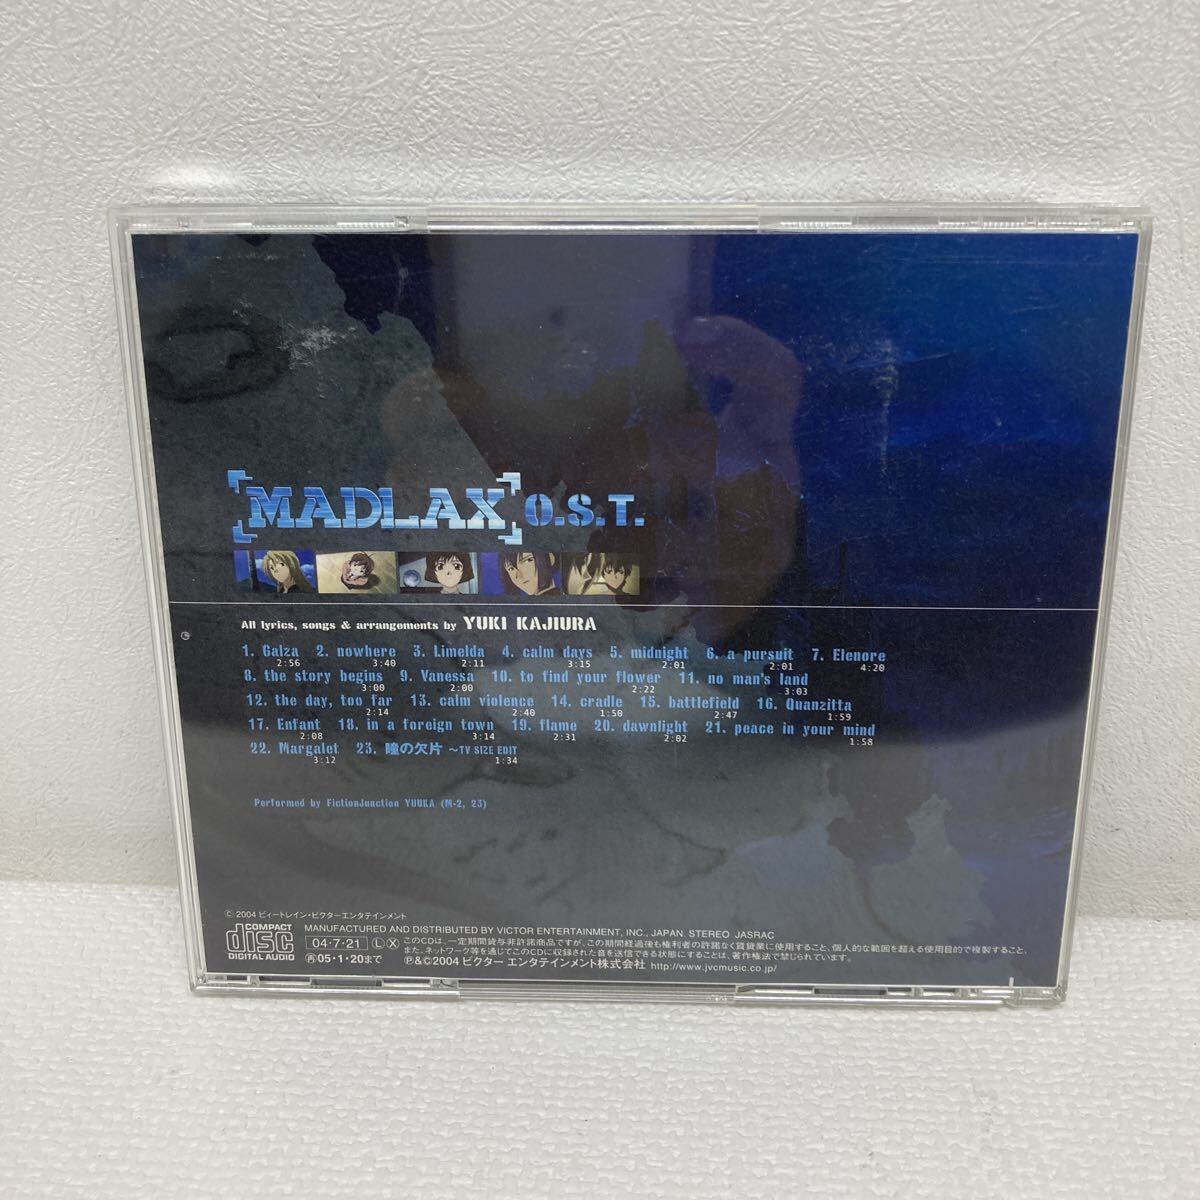 [MADLAX] O.S.T.
All lyrics, songs & arrangements by YUKI KAJIURA
1. Galza 2. nowhere 3. Limelda 4. calm days 5. midnight 6. a pursuit 7. Elenore
2:56 3:40 2:11 3:15 2:01 2:01 4:20
8. the story begins 9. Vanessa 10. to find your flower 11. no man's land
3:00 2:00 2:22 3:03
12. the day, too far 13. calm violence 14. cradle 15. battlefield 16. Quanzitta
2:14 2:40 1:50 2:47 1:59
17. Enfant 18. in a foreign town 19. flame 20. dawnlight 21. peace in your mind
2:08 3:14 2:31 2:02 1:58
22. Margalet 23. 瞳の欠片 〜TV SIZE EDIT
3:12 1:34
Performed by FictionJunction YUUKA (M-2, 23)
© 2004 ビィートレイン・ビクターエンタテインメント
COMPACT disc DIGITAL AUDIO
MANUFACTURED AND DISTRIBUTED BY VICTOR ENTERTAINMENT, INC., JAPAN. STEREO JASRAC
04・7・21 Ⓛ Ⓧ このCDは、一定期間貸与非許諾商品ですが、この期間経過後も権利者の許諾なく賃貸業に使用すること、個人的な範囲を超える使用目的で複製すること、
また、ネットワーク等を通じてこのCDに収録された音を送信できる状態にすることは、著作権法で禁じられています。
㊊05・1・20まで ℗&©2004 ビクター エンタテインメント株式会社 http://www.jvcmusic.co.jp/